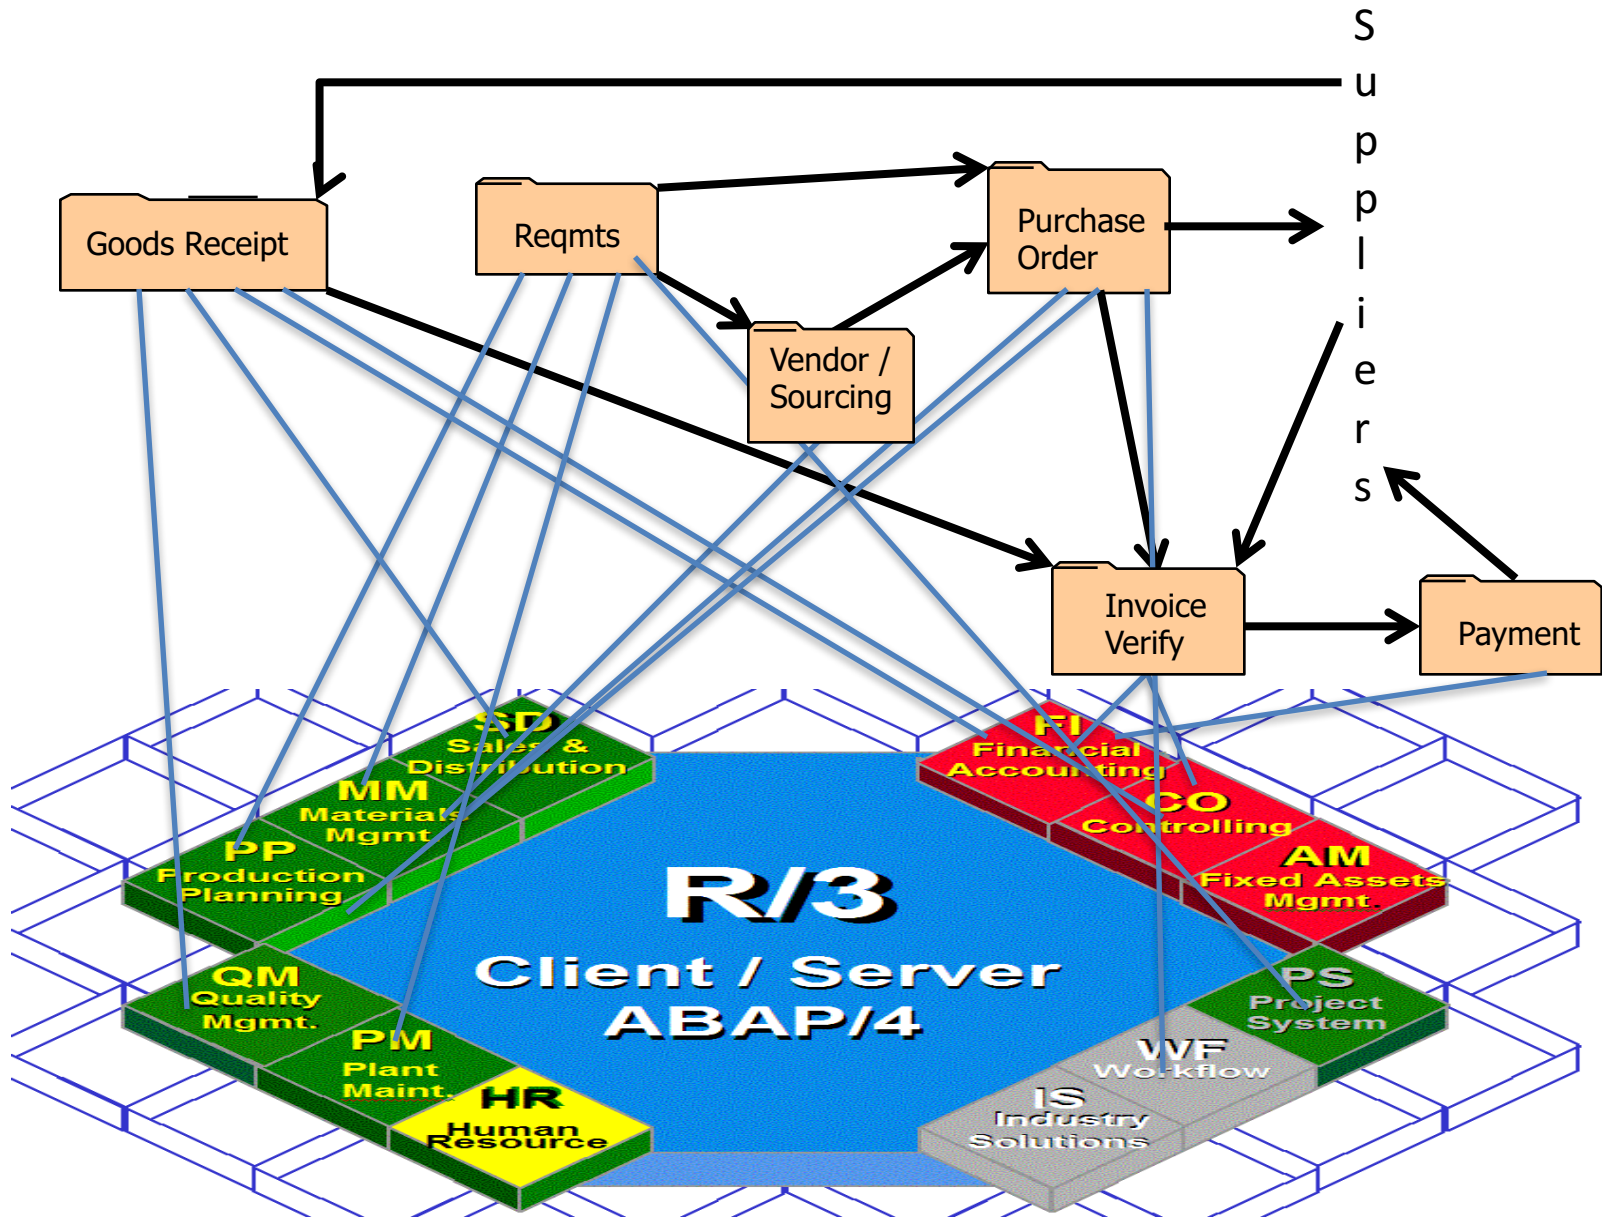 Suppliers
Goods Receipt
Reqmts
Purchase
Order
Vendor /
Sourcing
Invoice
Verify
Payment
SD
Sales &
Distribution
MM
Materials
Mgmt
PP
Production
Planning
FI
Financial
Accounting
CO
Controlling
AM
Fixed Assets
Mgmt.
R/3
Client / Server
ABAP/4
QM
Quality
Mgmt.
PM
Plant
Maint.
HR
Human
Resource
PS
Project
System
WF
Workflow
IS
Industry
Solutions